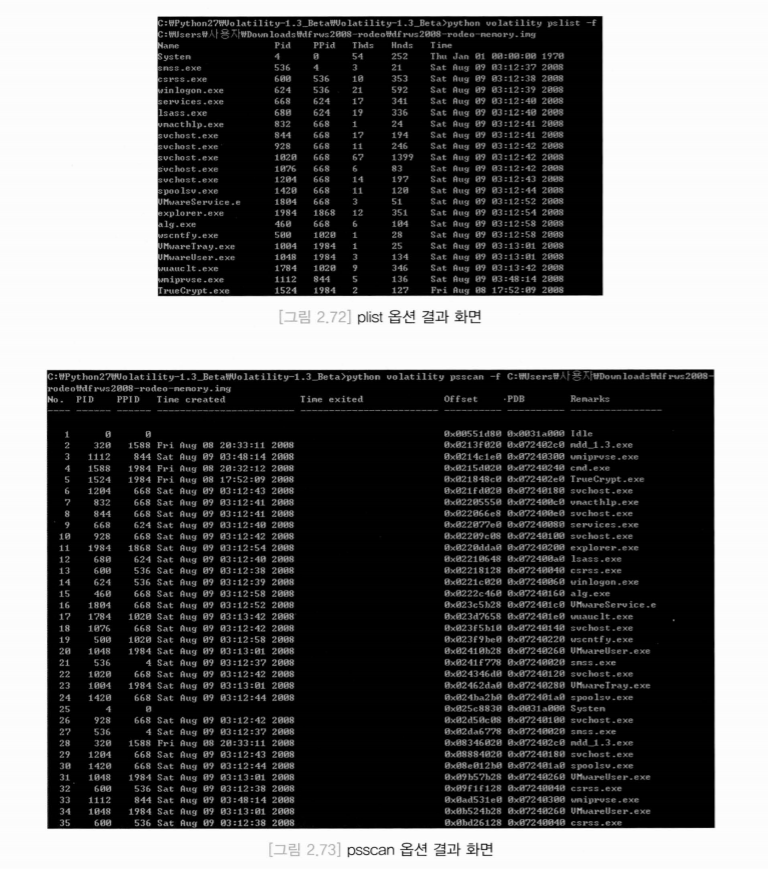 C:₩Python27₩Volatility-1.3_Beta₩Volatility-1.3_Beta>python volatility pslist -f
C:₩Users₩사용자₩Downloads₩dfrws2008-rodeo₩dfrws2008-rodeo-memory.img
Name Pid PPid Thds Hnds Time
System 4 0 54 252 Thu Jan 01 00:00:00 1970
smss.exe 536 4 3 21 Sat Aug 09 03:12:37 2008
csrss.exe 600 536 10 353 Sat Aug 09 03:12:38 2008
winlogon.exe 624 536 21 592 Sat Aug 09 03:12:39 2008
services.exe 668 624 17 341 Sat Aug 09 03:12:40 2008
lsass.exe 680 624 19 336 Sat Aug 09 03:12:40 2008
vmacthlp.exe 832 668 1 24 Sat Aug 09 03:12:41 2008
svchost.exe 844 668 17 194 Sat Aug 09 03:12:41 2008
svchost.exe 928 668 11 246 Sat Aug 09 03:12:42 2008
svchost.exe 1020 668 67 1399 Sat Aug 09 03:12:42 2008
svchost.exe 1076 668 6 83 Sat Aug 09 03:12:42 2008
svchost.exe 1204 668 14 197 Sat Aug 09 03:12:43 2008
spoolsv.exe 1420 668 11 120 Sat Aug 09 03:12:44 2008
VMwareService.e 1804 668 3 51 Sat Aug 09 03:12:52 2008
explorer.exe 1984 1868 12 351 Sat Aug 09 03:12:54 2008
alg.exe 460 668 6 104 Sat Aug 09 03:12:58 2008
wscntfy.exe 500 1020 1 28 Sat Aug 09 03:12:58 2008
VMwareTray.exe 1004 1984 1 25 Sat Aug 09 03:13:01 2008
VMwareUser.exe 1048 1984 3 134 Sat Aug 09 03:13:01 2008
wuauclt.exe 1784 1020 9 346 Sat Aug 09 03:13:42 2008
wmiprvse.exe 1112 844 5 136 Sat Aug 09 03:48:14 2008
TrueCrypt.exe 1524 1984 2 127 Fri Aug 08 17:52:09 2008
[그림 2.72] plist 옵션 결과 화면
C:₩Python27₩Volatility-1.3_Beta₩Volatility-1.3_Beta>python volatility psscan -f C:₩Users₩사용자₩Downloads₩dfrws2008-
rodeo₩dfrws2008-rodeo-memory.img
No. PID PPID Time created Time exited Offset PDB Remarks
1 0 0 0x00551d80 0x0031a000 Idle
2 320 1588 Fri Aug 08 20:33:11 2008 0x0213f020 0x072402c0 mdd_1.3.exe
3 1112 844 Sat Aug 09 03:48:14 2008 0x0214c1e0 0x07240300 wmiprvse.exe
4 1588 1984 Fri Aug 08 20:32:12 2008 0x0215d020 0x07240240 cmd.exe
5 1524 1984 Fri Aug 08 17:52:09 2008 0x021848c0 0x072402e0 TrueCrypt.exe
6 1204 668 Sat Aug 09 03:12:43 2008 0x021fd020 0x07240180 svchost.exe
7 832 668 Sat Aug 09 03:12:41 2008 0x02205550 0x072400c0 vmacthlp.exe
8 844 668 Sat Aug 09 03:12:41 2008 0x022066e8 0x072400e0 svchost.exe
9 668 624 Sat Aug 09 03:12:40 2008 0x022077e0 0x07240080 services.exe
10 928 668 Sat Aug 09 03:12:42 2008 0x02209c08 0x07240100 svchost.exe
11 1984 1868 Sat Aug 09 03:12:54 2008 0x0220dda0 0x07240208 explorer.exe
12 680 624 Sat Aug 09 03:12:40 2008 0x02210648 0x072400a0 lsass.exe
13 600 536 Sat Aug 09 03:12:38 2008 0x02218128 0x07240040 csrss.exe
14 624 536 Sat Aug 09 03:12:39 2008 0x0221c020 0x07240060 winlogon.exe
15 460 668 Sat Aug 09 03:12:58 2008 0x0222c460 0x07240160 alg.exe
16 1804 668 Sat Aug 09 03:12:52 2008 0x023c5b28 0x072401c0 VMwareService.e
17 1784 1020 Sat Aug 09 03:13:42 2008 0x023d7658 0x072401e0 wuauclt.exe
18 1076 668 Sat Aug 09 03:12:42 2008 0x023f5b10 0x07240140 svchost.exe
19 500 1020 Sat Aug 09 03:12:58 2008 0x023f9be0 0x07240220 wscntfy.exe
20 1048 1984 Sat Aug 09 03:13:01 2008 0x02410b28 0x07240260 VMwareUser.exe
21 536 4 Sat Aug 09 03:12:37 2008 0x0241f778 0x07240020 smss.exe
22 1020 668 Sat Aug 09 03:12:42 2008 0x024346d0 0x07240120 svchost.exe
23 1004 1984 Sat Aug 09 03:13:01 2008 0x02462da0 0x07240280 VMwareTray.exe
24 1420 668 Sat Aug 09 03:12:44 2008 0x024ba2b0 0x072401a0 spoolsv.exe
25 4 0 0x025c8830 0x0031a000 System
26 928 668 Sat Aug 09 03:12:42 2008 0x02d50c08 0x07240100 svchost.exe
27 536 4 Sat Aug 09 03:12:37 2008 0x02da6778 0x07240020 smss.exe
28 320 1588 Fri Aug 08 20:33:11 2008 0x08346020 0x072402c0 mdd_1.3.exe
29 1204 668 Sat Aug 09 03:12:43 2008 0x08884020 0x07240180 svchost.exe
30 1420 668 Sat Aug 09 03:12:44 2008 0x08e012b0 0x072401a0 spoolsv.exe
31 1048 1984 Sat Aug 09 03:13:01 2008 0x09b57b28 0x07240260 VMwareUser.exe
32 600 536 Sat Aug 09 03:12:38 2008 0x09f1f128 0x07240040 csrss.exe
33 1112 844 Sat Aug 09 03:48:14 2008 0x0ad531e0 0x07240300 wmiprvse.exe
34 1048 1984 Sat Aug 09 03:13:01 2008 0x0b524b28 0x07240260 VMwareUser.exe
35 600 536 Sat Aug 09 03:12:38 2008 0x0bd26128 0x07240040 csrss.exe
[그림 2.73] psscan 옵션 결과 화면